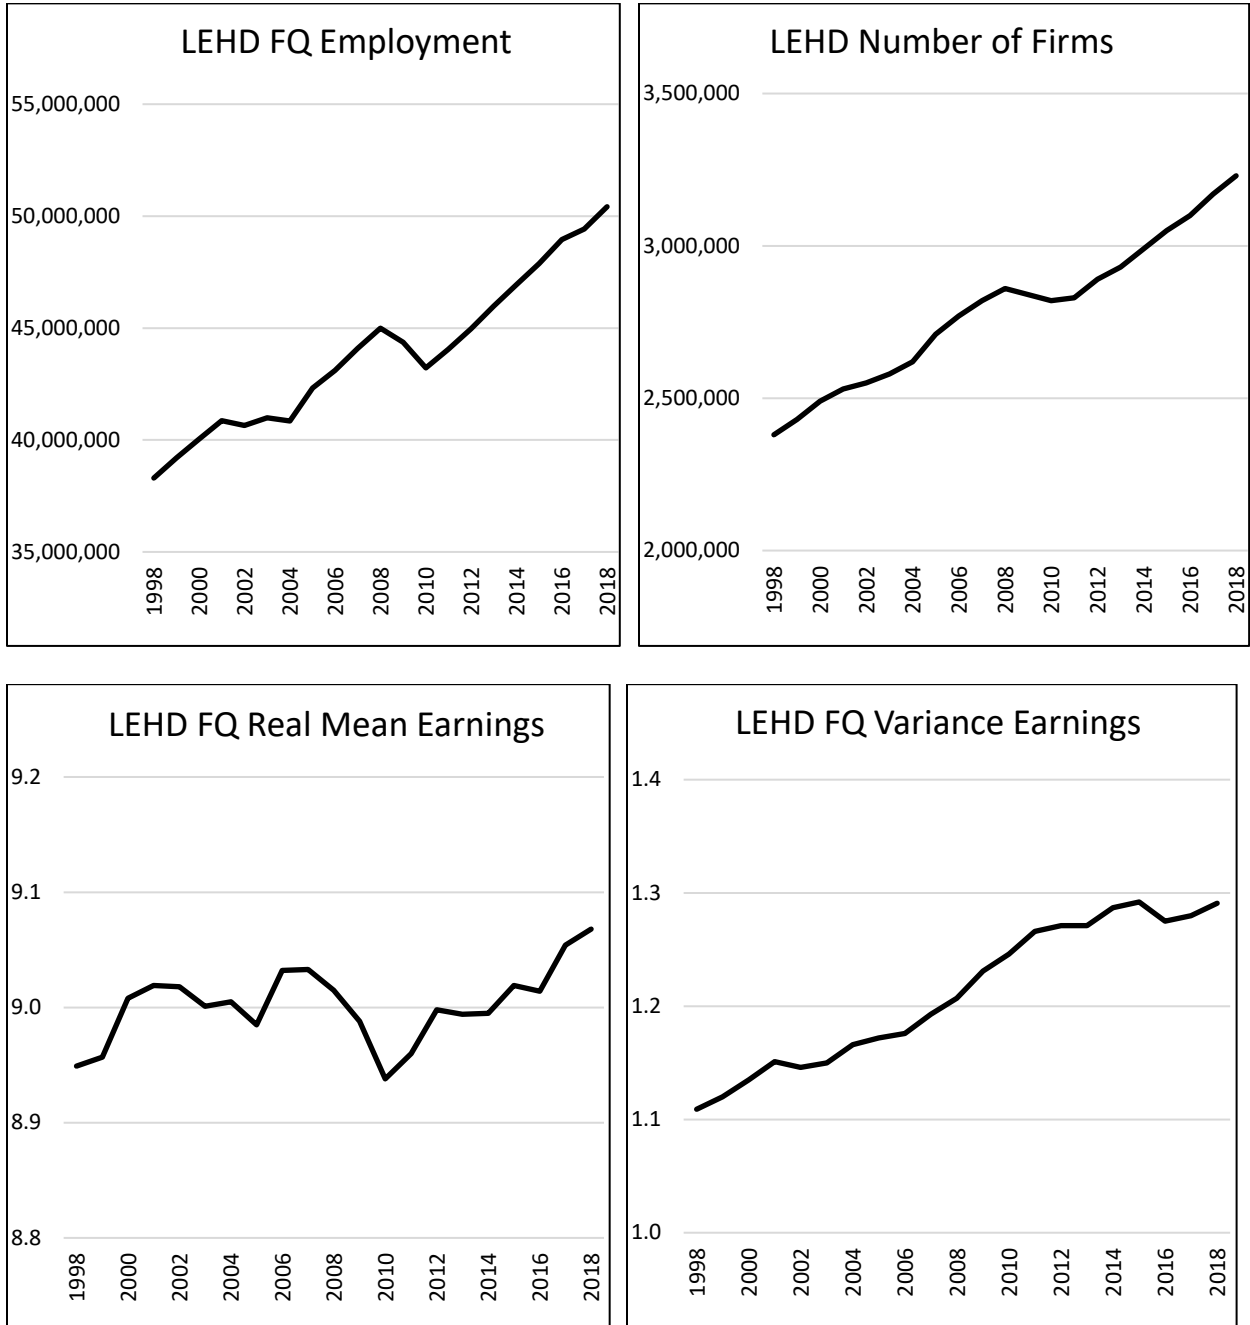 LEHD FQ Employment
55,000,000
50,000,000
45,000,000
40,000,000
35,000,000
1998 2000 2002 2004 2006 2008 2010 2012 2014 2016 2018
LEHD Number of Firms
3,500,000
3,000,000
2,500,000
2,000,000
1998 2000 2002 2004 2006 2008 2010 2012 2014 2016 2018
LEHD FQ Real Mean Earnings
9.2
9.1
9.0
8.9
8.8
1998 2000 2002 2004 2006 2008 2010 2012 2014 2016 2018
LEHD FQ Variance Earnings
1.4
1.3
1.2
1.1
1.0
1998 2000 2002 2004 2006 2008 2010 2012 2014 2016 2018